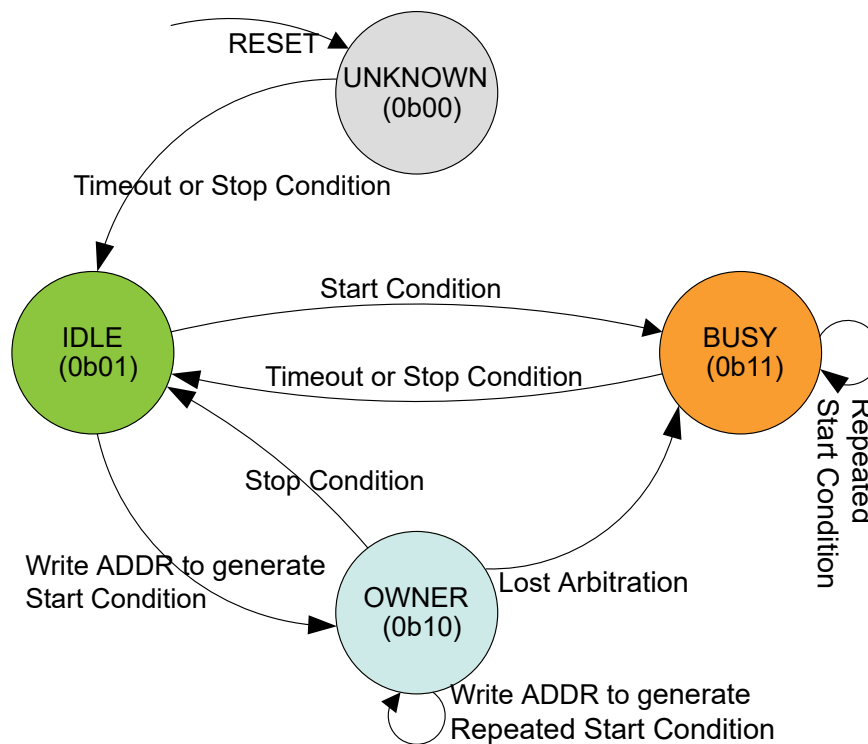 RESET
UNKNOWN
(0b00)
Timeout or Stop Condition
Start Condition
IDLE
(0b01)
BUSY
(0b11)
Timeout or Stop Condition
Repeated
Start Condition
Stop Condition
Write ADDR to generate
Start Condition
Lost Arbitration
OWNER
(0b10)
Write ADDR to generate
Repeated Start Condition